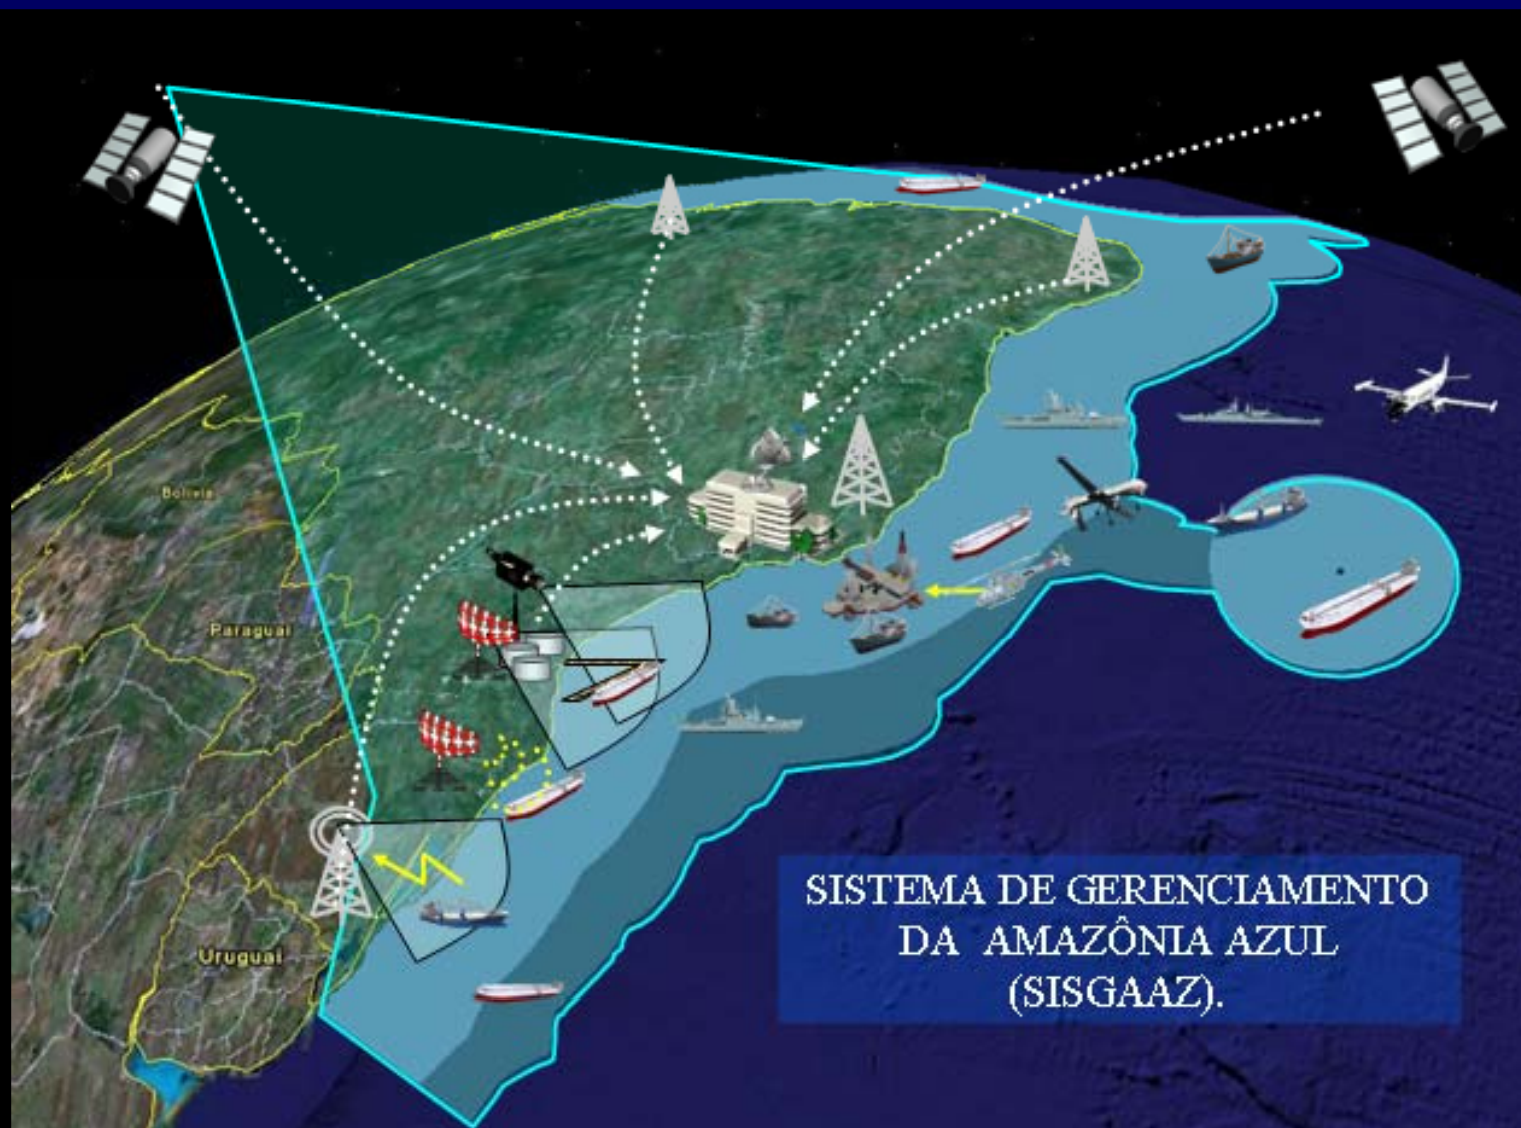 Bolivia
Paraguai
Uruguai
SISTEMA DE GERENCIAMENTO
DA AMAZÔNIA AZUL
(SISGAAZ).